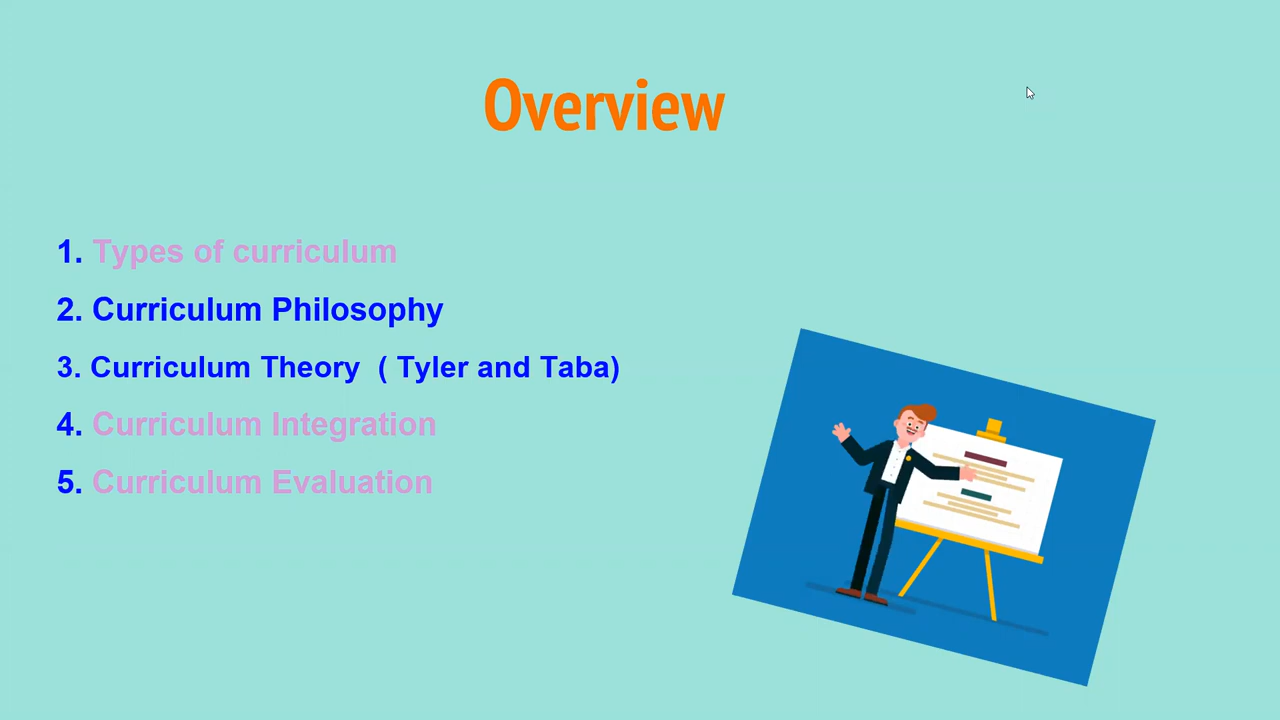 Overview
1. Types of curriculum
2. Curriculum Philosophy
3. Curriculum Theory ( Tyler and Taba)
4. Curriculum Integration
5. Curriculum Evaluation